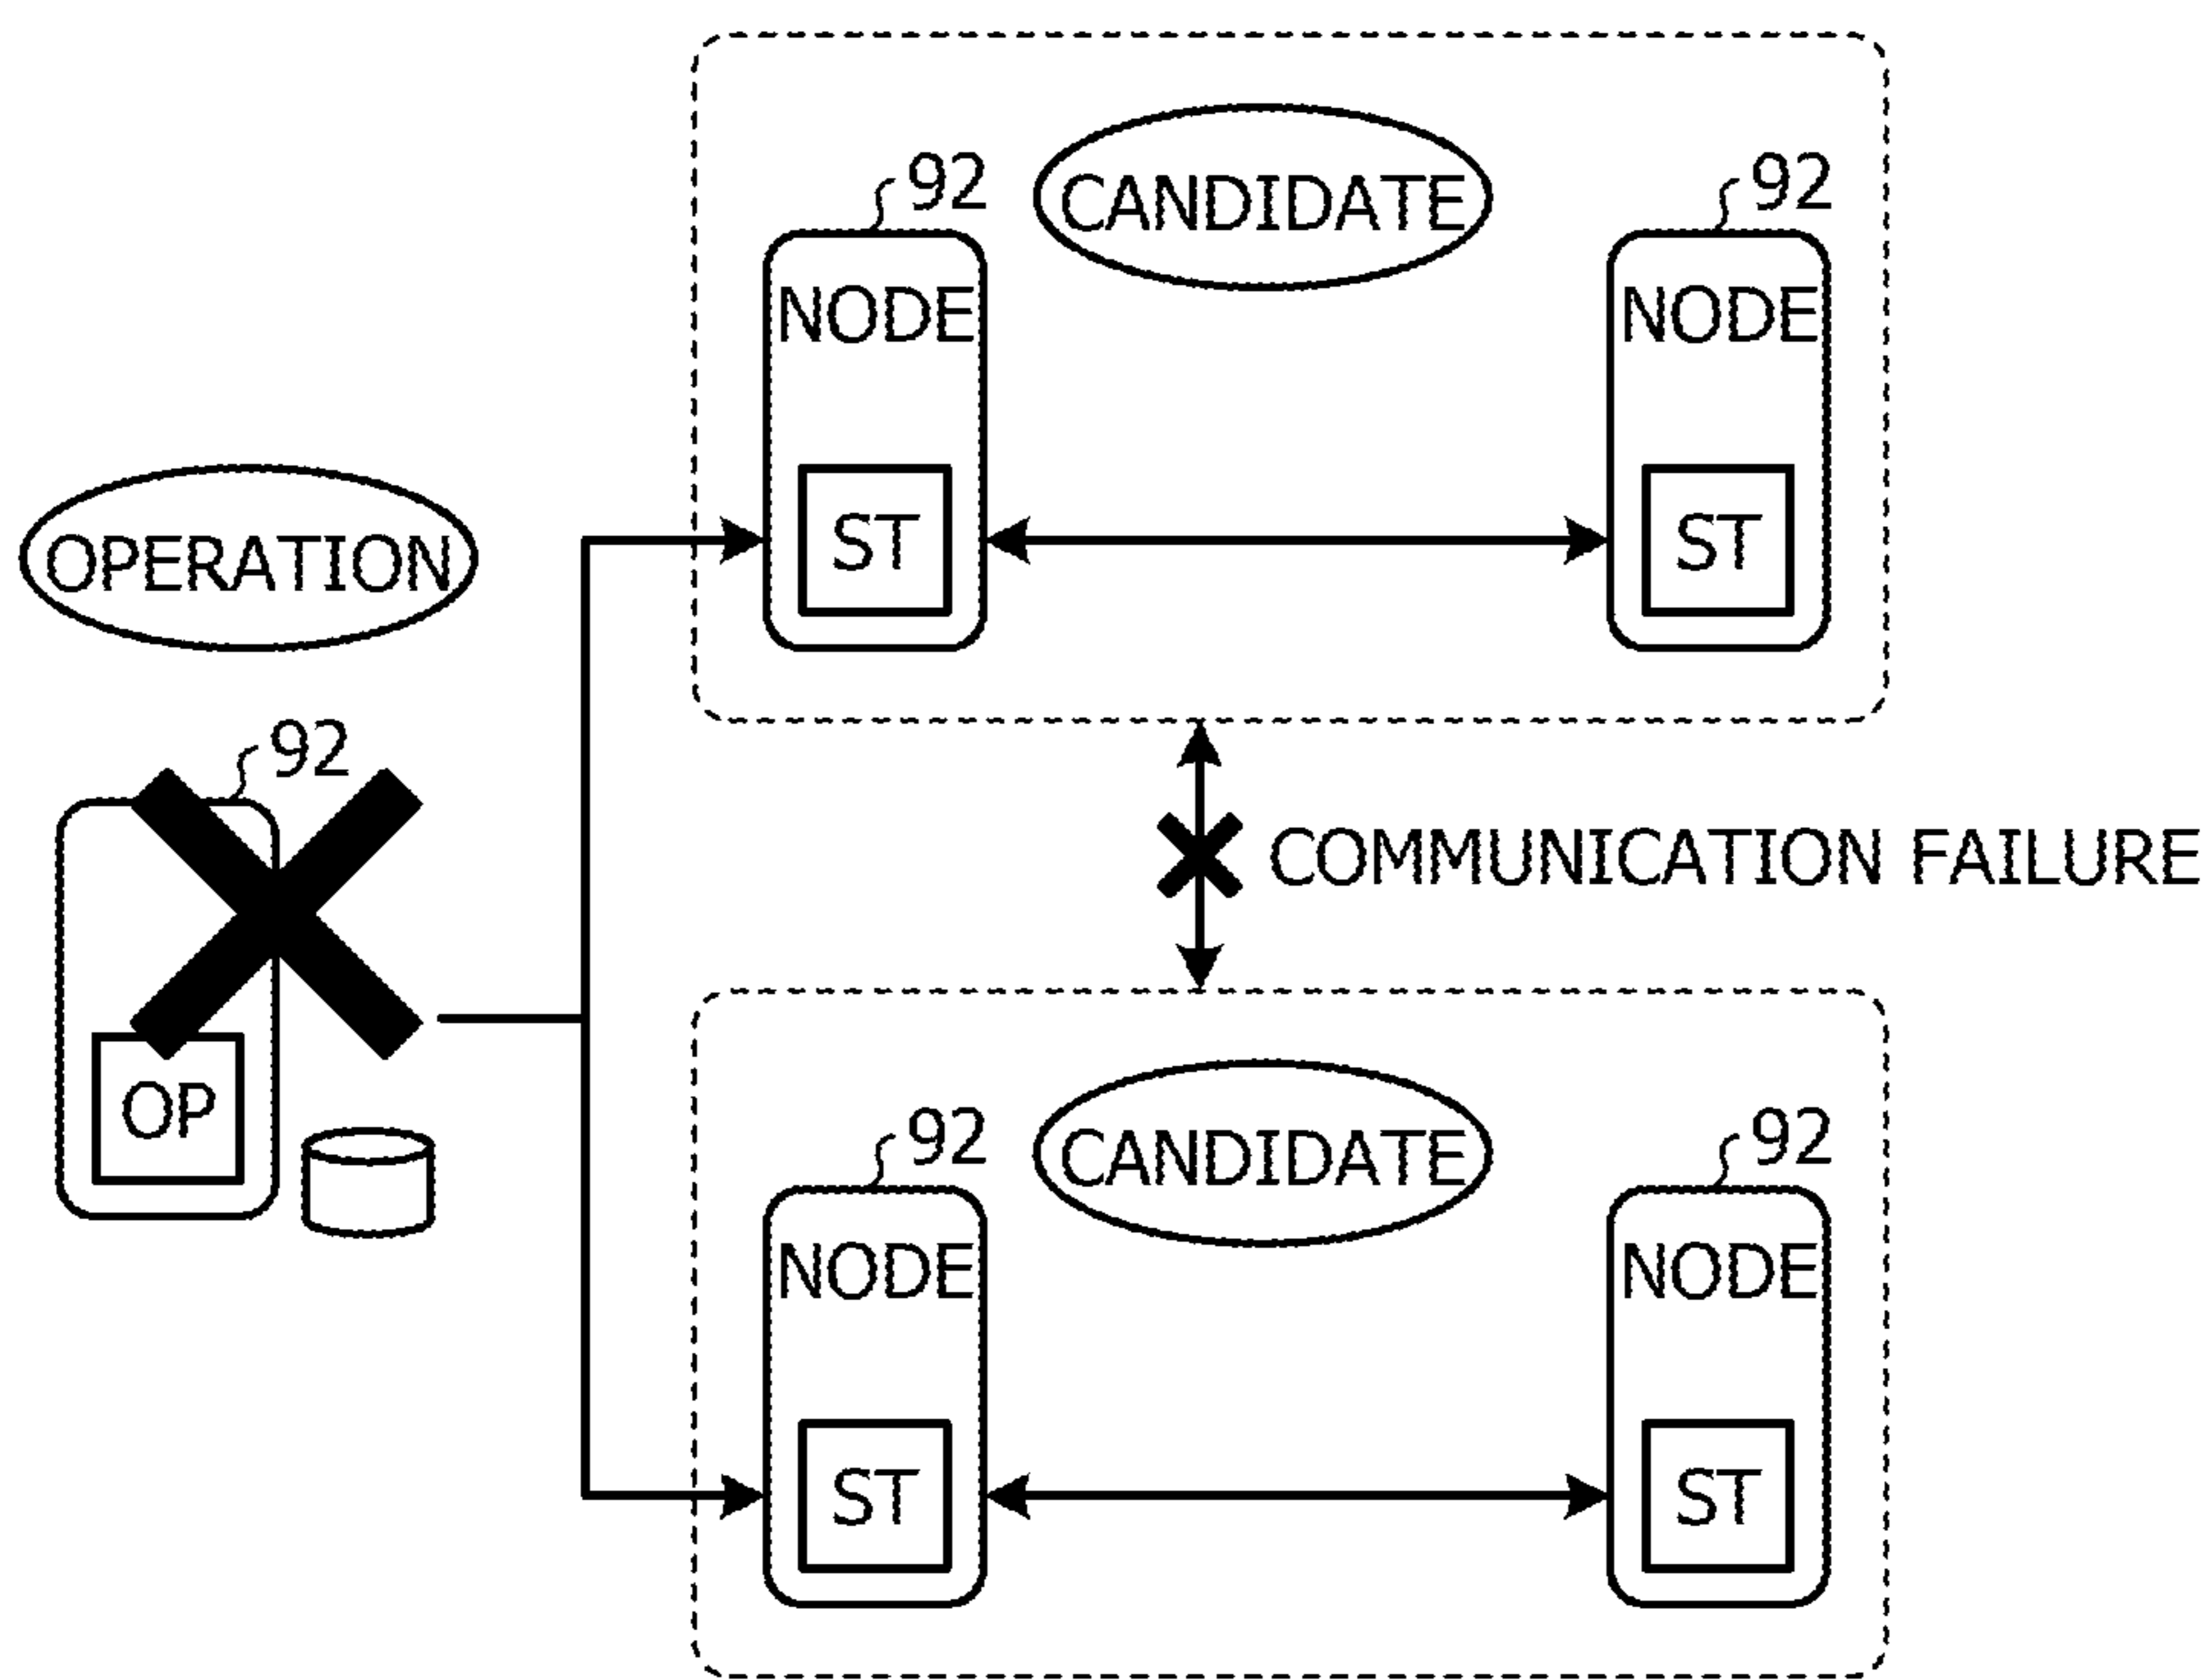 92
CANDIDATE
92
NODE
NODE
ST
ST
OPERATION
92
OP
COMMUNICATION FAILURE
92
CANDIDATE
92
NODE
NODE
ST
ST